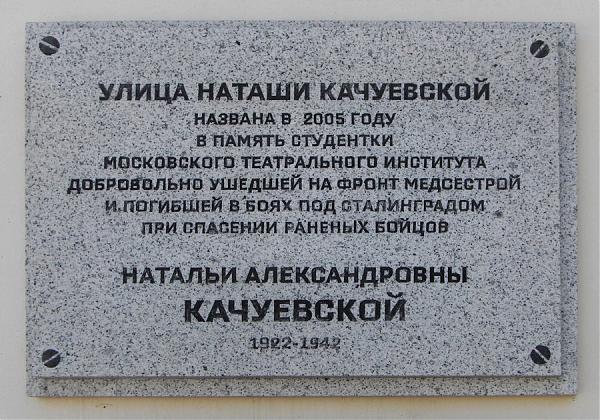 УЛИЦА НАТАШИ КАЧУЕВСКОЙ
НАЗВАНА В 2005 ГОДУ
В ПАМЯТЬ СТУДЕНТКИ
МОСКОВСКОГО ТЕАТРАЛЬНОГО ИНСТИТУТА
ДОБРОВОЛЬНО УШЕДШЕЙ НА ФРОНТ МЕДСЕСТРОЙ
И ПОГИБШЕЙ В БОЯХ ПОД СТАЛИНГРАДОМ
ПРИ СПАСЕНИИ РАНЕНЫХ БОЙЦОВ
НАТАЛЬИ АЛЕКСАНДРОВНЫ
КАЧУЕВСКОЙ
1922-1942